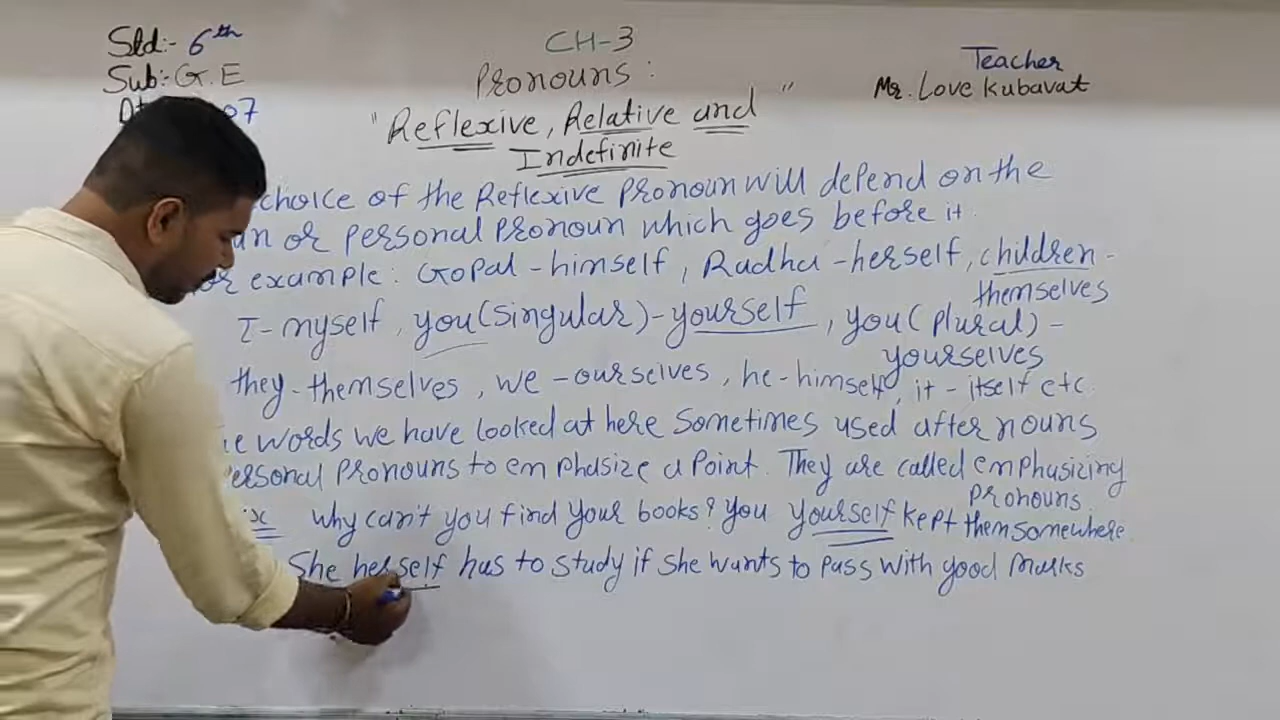 Std:- 6th
Sub:- G.E
07
CH-3
Pronouns:
"Reflexive, Relative and"
Indefinite
Teacher
Mr. Love Kubavat
choice of the Reflexive Pronoun will depend on the
or personal pronoun which goes before it.
example: Gopal - himself, Radha - herself, children -
themselves
I - myself, you (singular) - yourself, you (plural) -
yourselves
they - themselves, we - ourselves, he - himself, it - itself etc.
words we have looked at here sometimes used after nouns
Pronouns to emphasize a point. They are called emphasizing
pronouns.
Why can't you find your books? You yourself kept them somewhere.
She herself has to study if she wants to pass with good marks